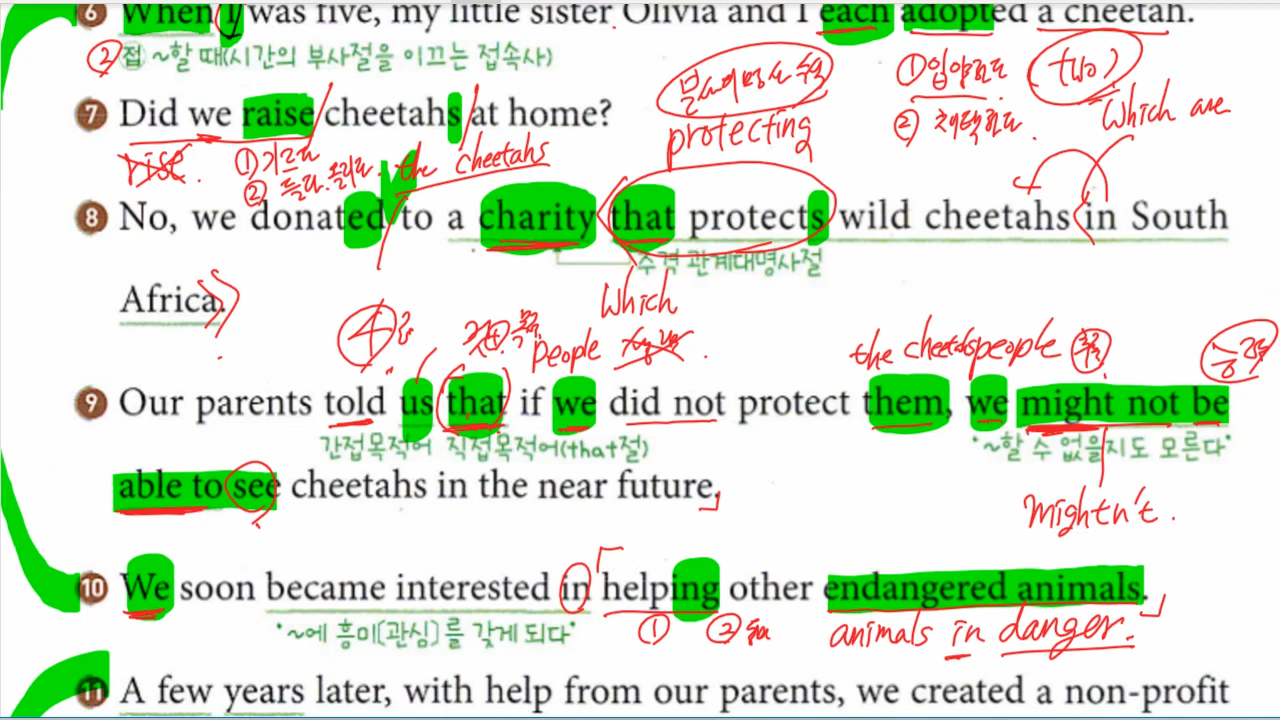 6 When I was five, my little sister Olivia and I each adopted a cheetah.
② 접 ~할 때(시간의 부사절을 이끄는 접속사)
① 입양하다 two
② 채택하다 which are
protecting
7 Did we raise cheetahs at home?
rise. ① 기르다
② 들다. 올리다. the cheetahs
8 No, we donated to a charity that protects wild cheetahs in South
주격 관계대명사절
Africa.
which
4 people the cheetahs people
9 Our parents told us that if we did not protect them, we might not be
간접목적어 직접목적어(that절) '~할 수 없을지도 모른다'
able to see cheetahs in the near future.
mightn't.
10 We soon became interested in helping other endangered animals.
'~에 흥미[관심]를 갖게 되다' ① ② animals in danger.
11 A few years later, with help from our parents, we created a non-profit